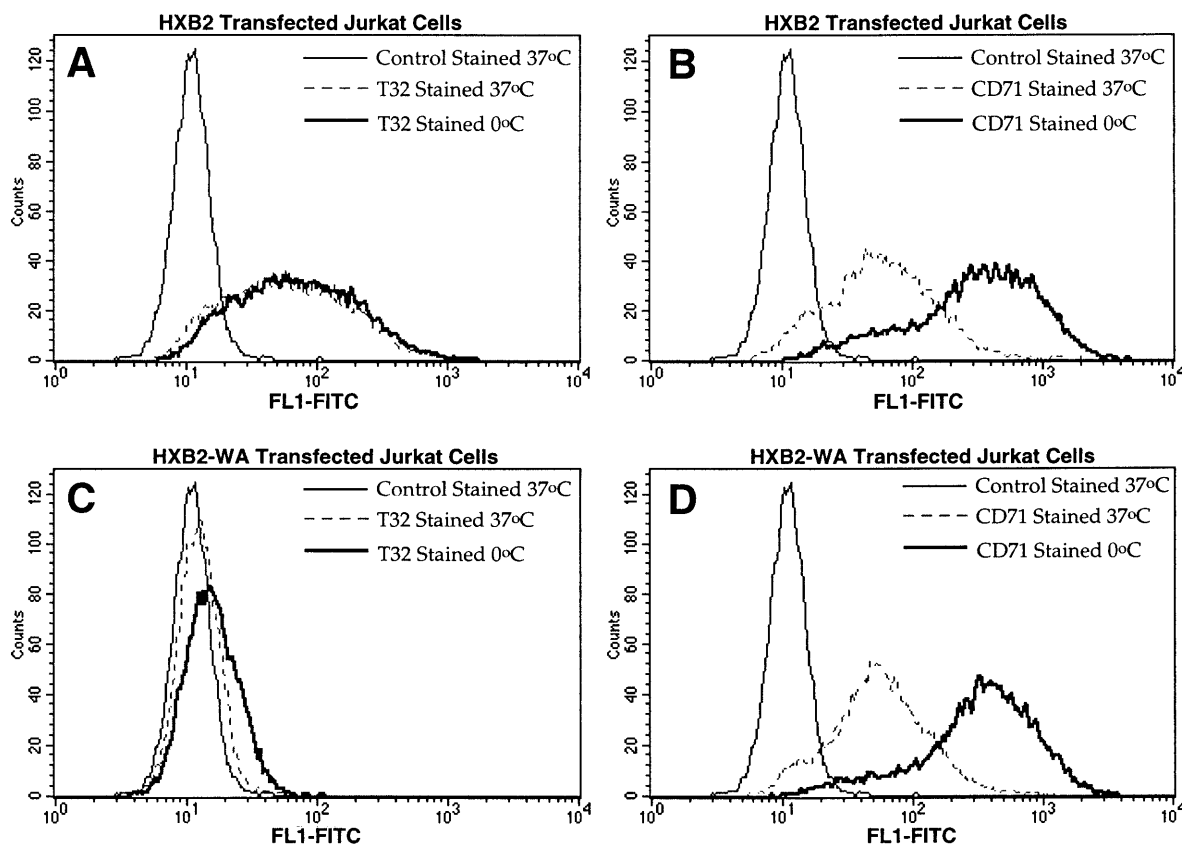 HXB2 Transfected Jurkat Cells
A
Control Stained 37ºC
T32 Stained 37ºC
T32 Stained 0ºC
Counts
0 20 40 60 80 100 120
10^0 10^1 10^2 10^3 10^4
FL1-FITC
HXB2 Transfected Jurkat Cells
B
Control Stained 37ºC
CD71 Stained 37ºC
CD71 Stained 0ºC
Counts
0 20 40 60 80 100 120
10^0 10^1 10^2 10^3 10^4
FL1-FITC
HXB2-WA Transfected Jurkat Cells
C
Control Stained 37ºC
T32 Stained 37ºC
T32 Stained 0ºC
Counts
0 20 40 60 80 100 120
10^0 10^1 10^2 10^3 10^4
FL1-FITC
HXB2-WA Transfected Jurkat Cells
D
Control Stained 37ºC
CD71 Stained 37ºC
CD71 Stained 0ºC
Counts
0 20 40 60 80 100 120
10^0 10^1 10^2 10^3 10^4
FL1-FITC